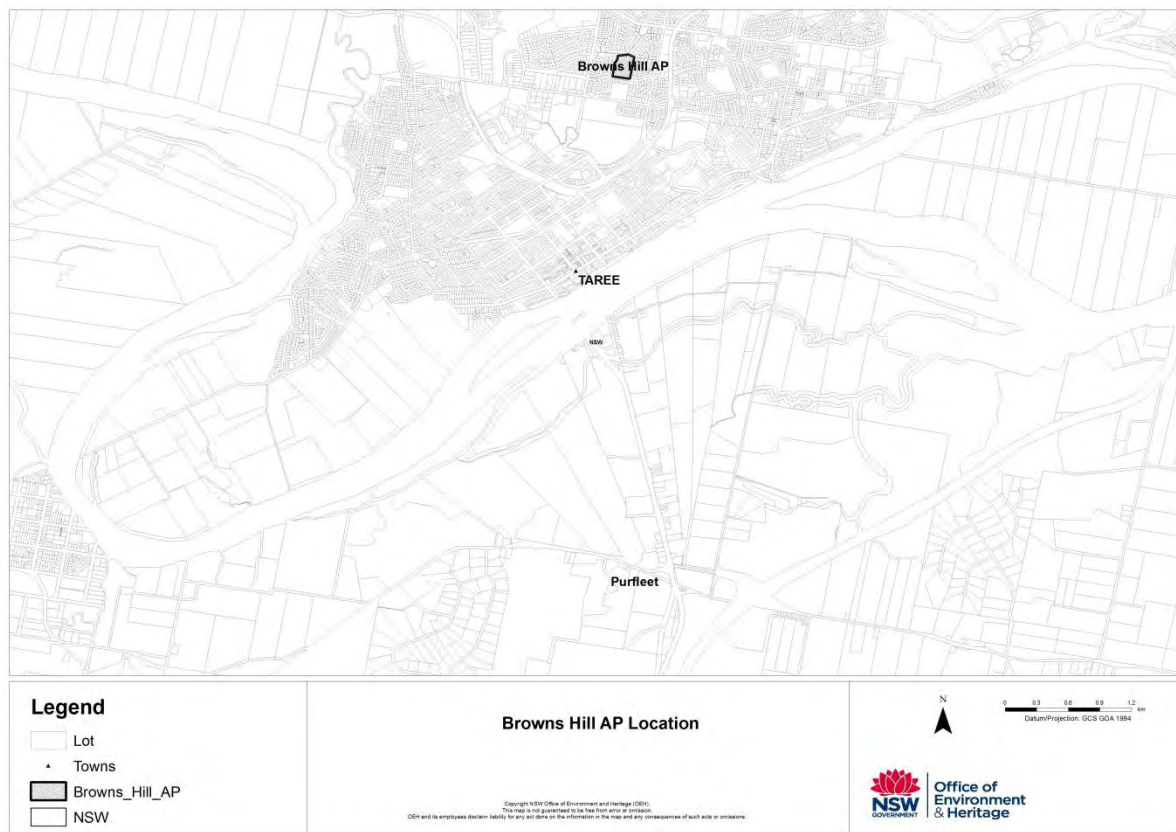 Browns Hill AP
TAREE
NSW
Purfleet
Legend
Lot
Towns
Browns_Hill_AP
NSW
Browns Hill AP Location
Copyright NSW Office of Environment and Heritage (OEH).
This map is not guaranteed to be free from error or omission.
OEH and its employees disclaim liability for any act done on the information in the map and any consequences of such acts or omissions
N
0 0.3 0.6 0.9 1.2
km
Datum/Projection: GCS GDA 1994
NSW
GOVERNMENT
Office of
Environment
& Heritage